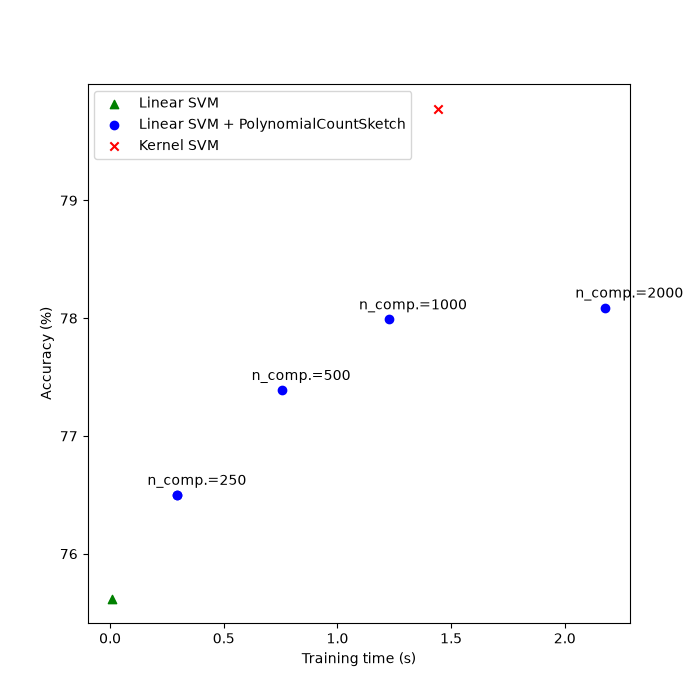 Linear SVM
Linear SVM + PolynomialCountSketch
Kernel SVM
79
78
77
76
Accuracy (%)
n_comp.=2000
n_comp.=1000
n_comp.=500
n_comp.=250
0.0 0.5 1.0 1.5 2.0
Training time (s)